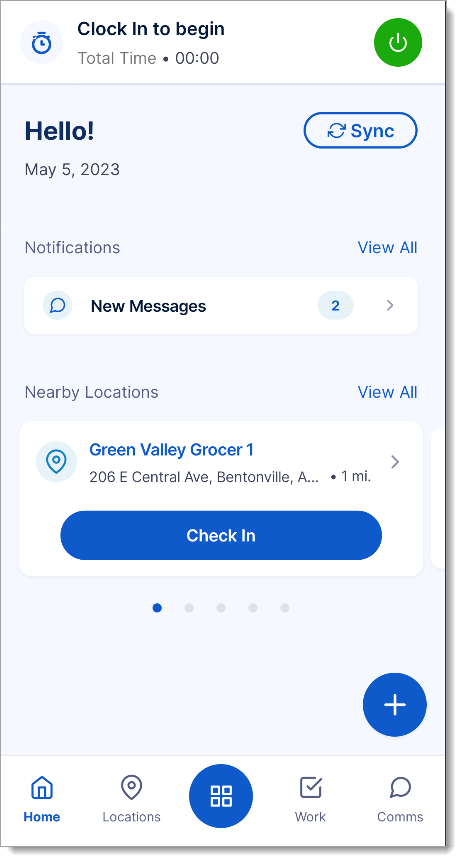 Clock In to begin
Total Time • 00:00
Hello!
Sync
May 5, 2023
Notifications
View All
New Messages
2
Nearby Locations
View All
Green Valley Grocer 1
206 E Central Ave, Bentonville, A... • 1 mi.
Check In
Home
Locations
Work
Comms